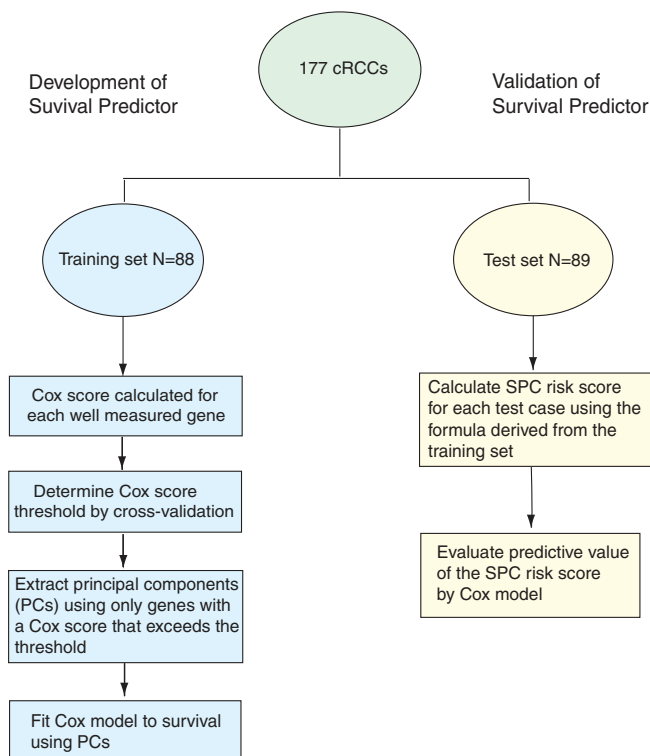 177 cRCCs
Development of
Suvival Predictor
Validation of
Survival Predictor
Training set N=88
Test set N=89
Cox score calculated for
each well measured gene
Determine Cox score
threshold by cross-validation
Extract principal components
(PCs) using only genes with
a Cox score that exceeds the
threshold
Fit Cox model to survival
using PCs
Calculate SPC risk score
for each test case using the
formula derived from the
training set
Evaluate predictive value
of the SPC risk score
by Cox model